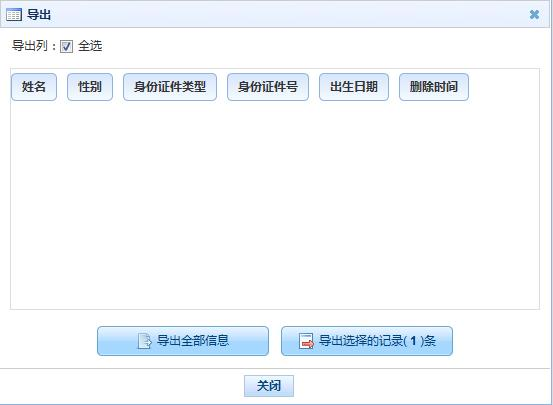 导出
导出列：全选
姓名 性别 身份证件类型 身份证件号 出生日期 删除时间
导出全部信息 导出选择的记录( 1 )条
关闭